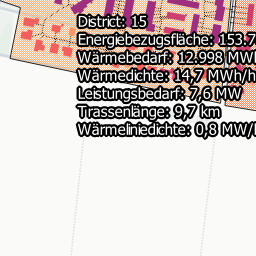 District: 15
Energiebezugsfläche: 153.7
Wärmebedarf: 12.998 MWh
Wärmedichte: 14,7 MWh/h
Leistungsbedarf: 7,6 MW
Trassenlänge: 9,7 km
Wärmeliniedichte: 0,8 MW/